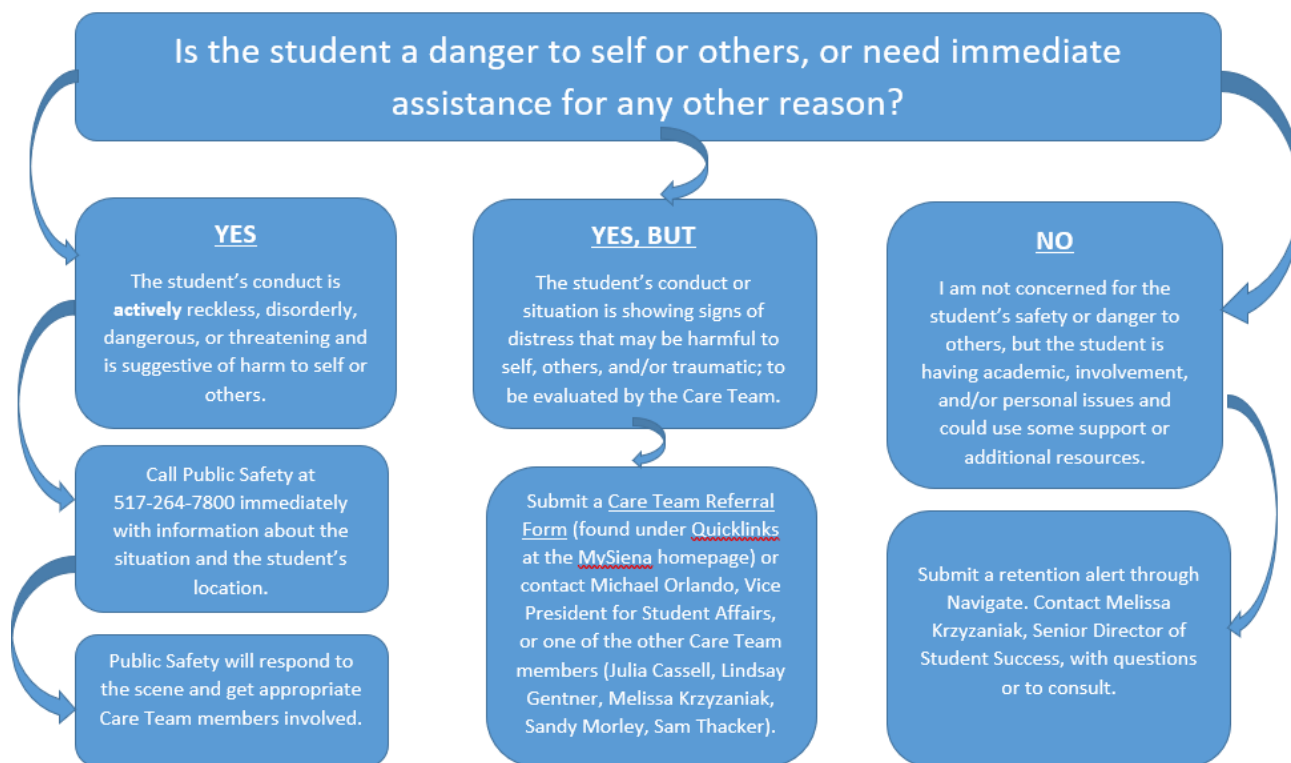 Is the student a danger to self or others, or need immediate
assistance for any other reason?
YES
The student's conduct is
actively reckless, disorderly,
dangerous, or threatening and
is suggestive of harm to self or
others.
Call Public Safety at
517-264-7800 immediately
with information about the
situation and the student's
location.
Public Safety will respond to
the scene and get appropriate
Care Team members involved.
YES, BUT
The student's conduct or
situation is showing signs of
distress that may be harmful to
self, others, and/or traumatic; to
be evaluated by the Care Team.
Submit a Care Team Referral
Form (found under Quicklinks
at the MySiena homepage) or
contact Michael Orlando, Vice
President for Student Affairs,
or one of the other Care Team
members (Julia Cassell, Lindsay
Gentner, Melissa Krzyzaniak,
Sandy Morley, Sam Thacker).
NO
I am not concerned for the
student's safety or danger to
others, but the student is
having academic, involvement,
and/or personal issues and
could use some support or
additional resources.
Submit a retention alert through
Navigate. Contact Melissa
Krzyzaniak, Senior Director of
Student Success, with questions
or to consult.